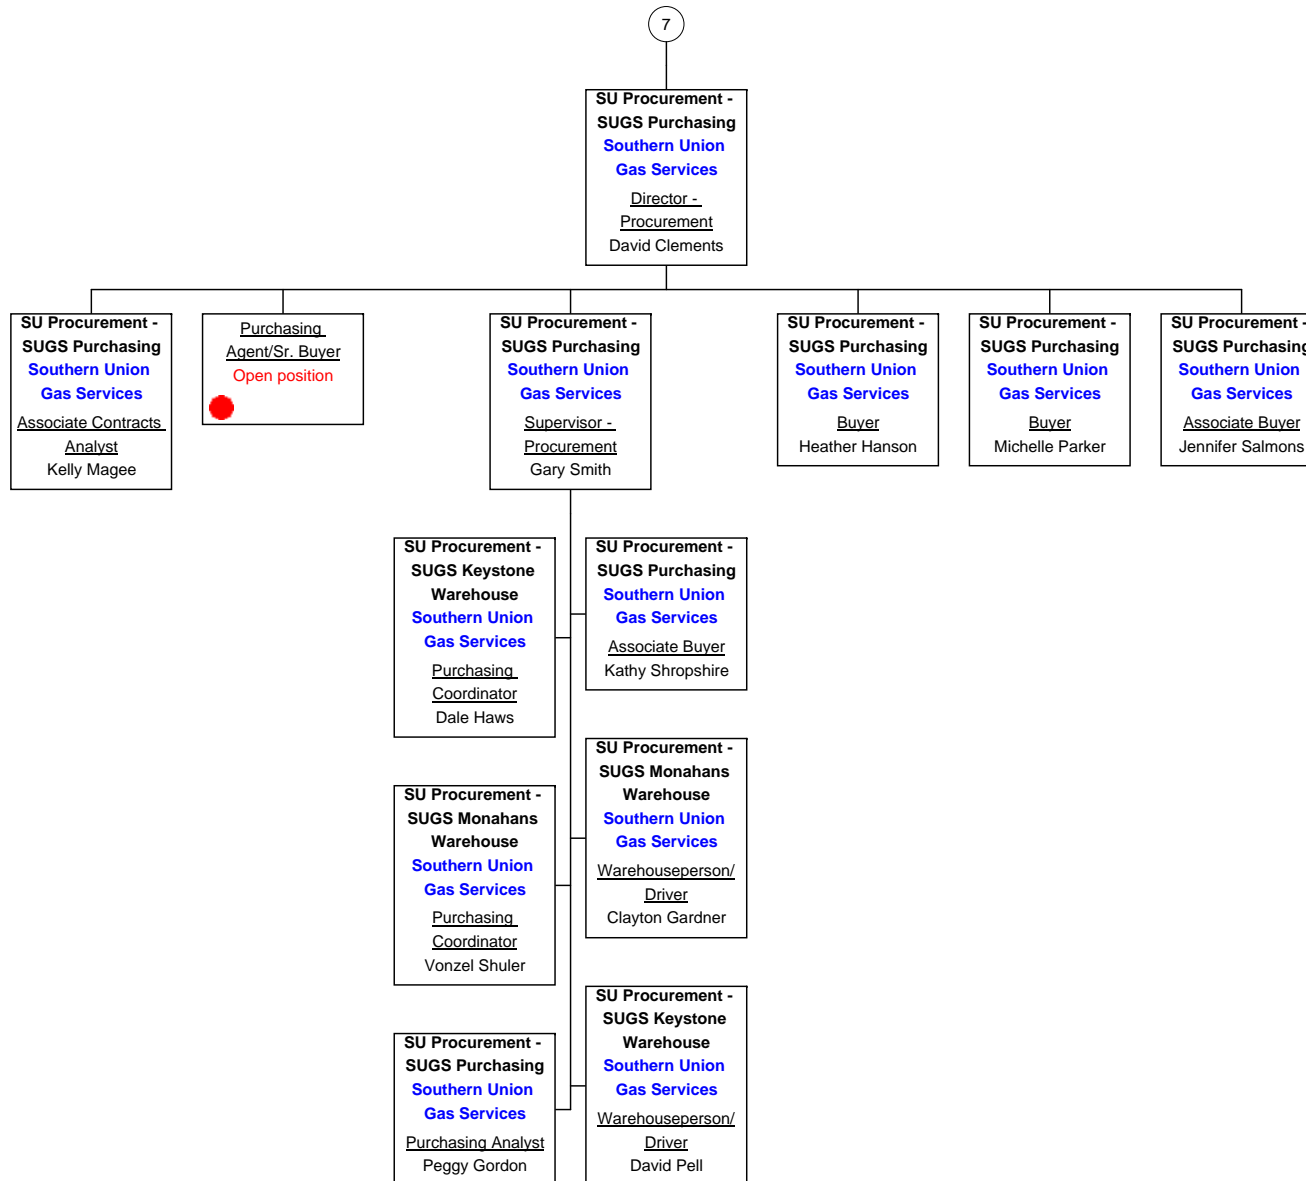 7
SU Procurement -
SUGS Purchasing
Southern Union
Gas Services
Director -
Procurement
David Clements
SU Procurement -
SUGS Purchasing
Southern Union
Gas Services
Associate Contracts
Analyst
Kelly Magee
Purchasing
Agent/Sr. Buyer
Open position
SU Procurement -
SUGS Purchasing
Southern Union
Gas Services
Supervisor -
Procurement
Gary Smith
SU Procurement -
SUGS Purchasing
Southern Union
Gas Services
Buyer
Heather Hanson
SU Procurement -
SUGS Purchasing
Southern Union
Gas Services
Buyer
Michelle Parker
SU Procurement -
SUGS Purchasing
Southern Union
Gas Services
Associate Buyer
Jennifer Salmons
SU Procurement -
SUGS Keystone
Warehouse
Southern Union
Gas Services
Purchasing
Coordinator
Dale Haws
SU Procurement -
SUGS Purchasing
Southern Union
Gas Services
Associate Buyer
Kathy Shropshire
SU Procurement -
SUGS Monahans
Warehouse
Southern Union
Gas Services
Purchasing
Coordinator
Vonzel Shuler
SU Procurement -
SUGS Monahans
Warehouse
Southern Union
Gas Services
Warehouseperson/
Driver
Clayton Gardner
SU Procurement -
SUGS Purchasing
Southern Union
Gas Services
Purchasing Analyst
Peggy Gordon
SU Procurement -
SUGS Keystone
Warehouse
Southern Union
Gas Services
Warehouseperson/
Driver
David Pell